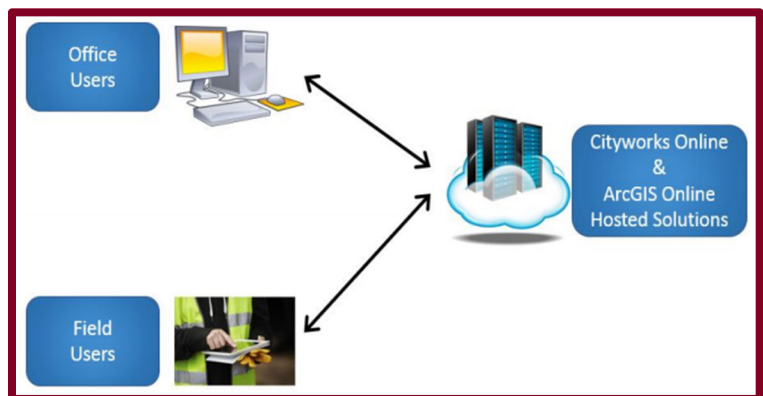 Office
Users
Cityworks Online
&
ArcGIS Online
Hosted Solutions
Field
Users